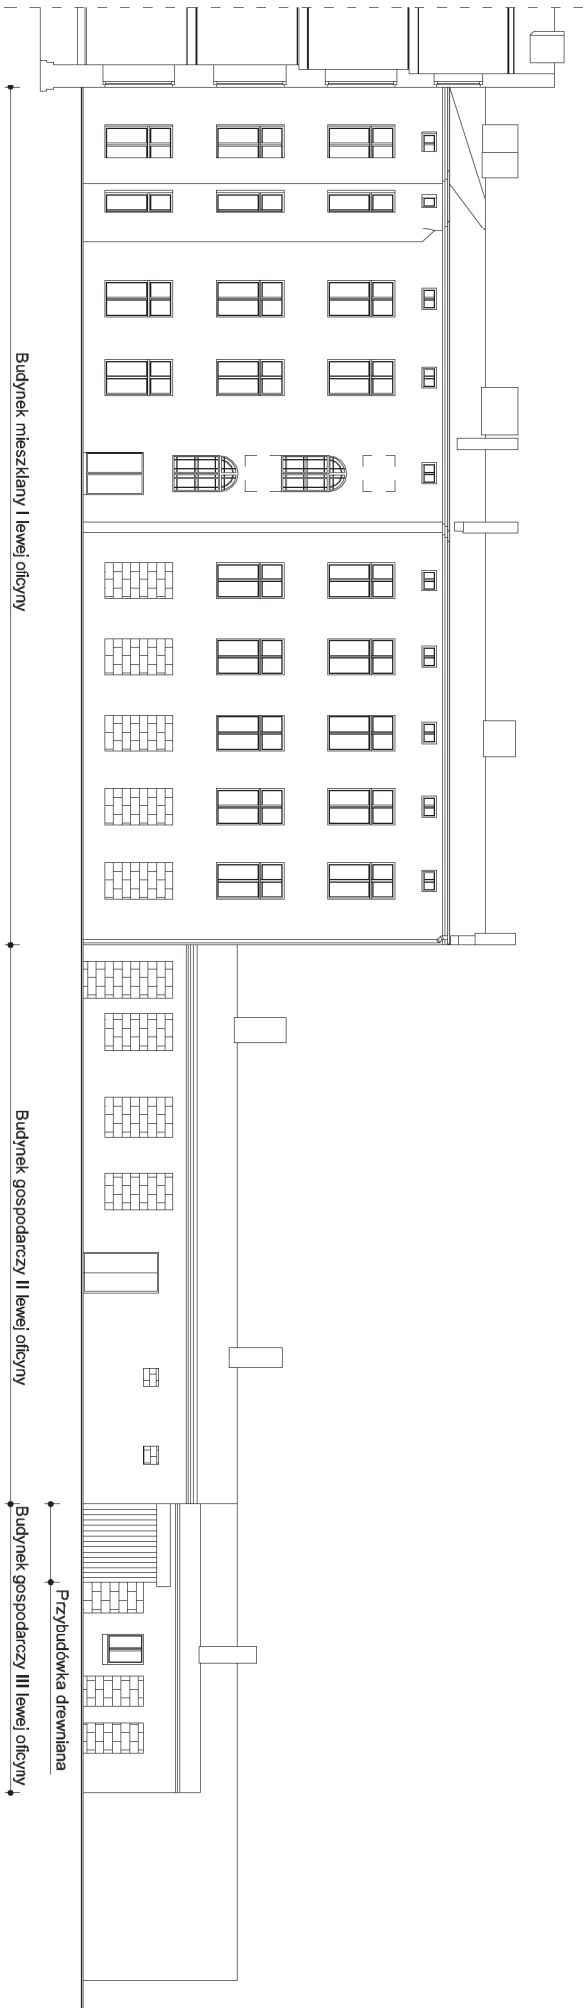 Budynek mieszklany I lewej oficyny
Budynek gospodarczy II lewej oficyny
Przybudówka drewniana
Budynek gospodarczy III lewej oficyny